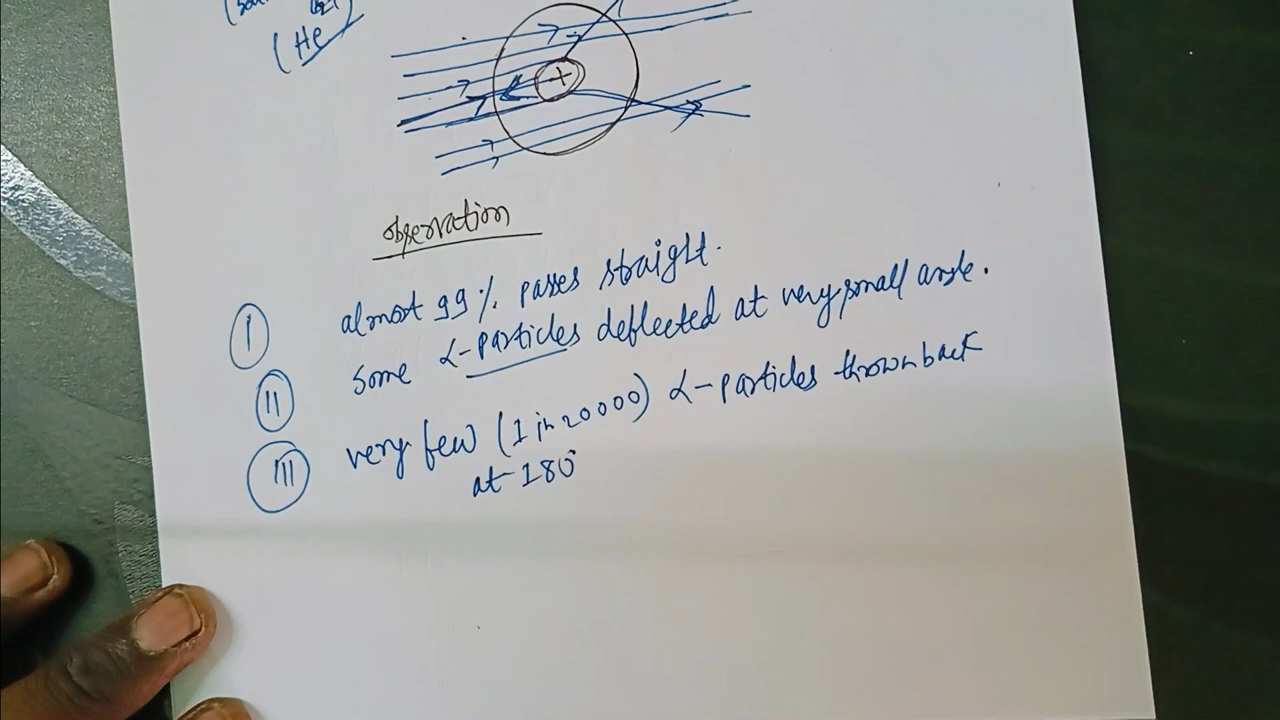 (He
+
observation
I almost 99% passes straight.
II some α-particles deflected at very small angle.
III very few (1 in 20000) α-particles thrown back
at 180°